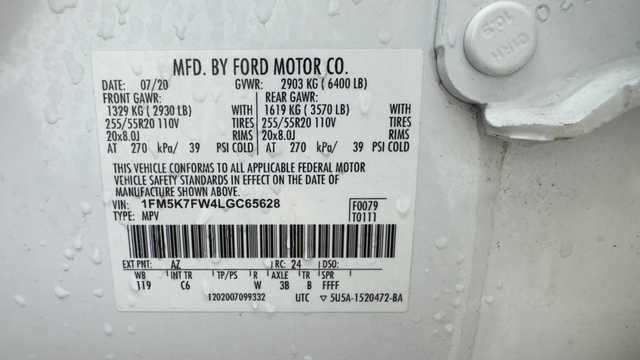 MFD. BY FORD MOTOR CO.
DATE: 07/20 GVWR: 2903 KG ( 6400 LB)
FRONT GAWR: REAR GAWR:
1329 KG ( 2930 LB) WITH 1619 KG ( 3570 LB) WITH
255/55R20 110V TIRES 255/55R20 110V TIRES
20x8.0J RIMS 20x8.0J RIMS
AT 270 kPa/ 39 PSI COLD AT 270 kPa/ 39 PSI COLD
THIS VEHICLE CONFORMS TO ALL APPLICABLE FEDERAL MOTOR
VEHICLE SAFETY STANDARDS IN EFFECT ON THE DATE OF
MANUFACTURE SHOWN ABOVE.
VIN: 1FM5K7FW4LGC65628 F0079
TYPE: MPV T0111
EXT PNT: AZ RC: 24 DSO:
WB INT TR TP/PS R AXLE TR SPR
119 C6 W 3B B FFFF
1202007099332 UTC ▽ 5U5A-1520472-BA